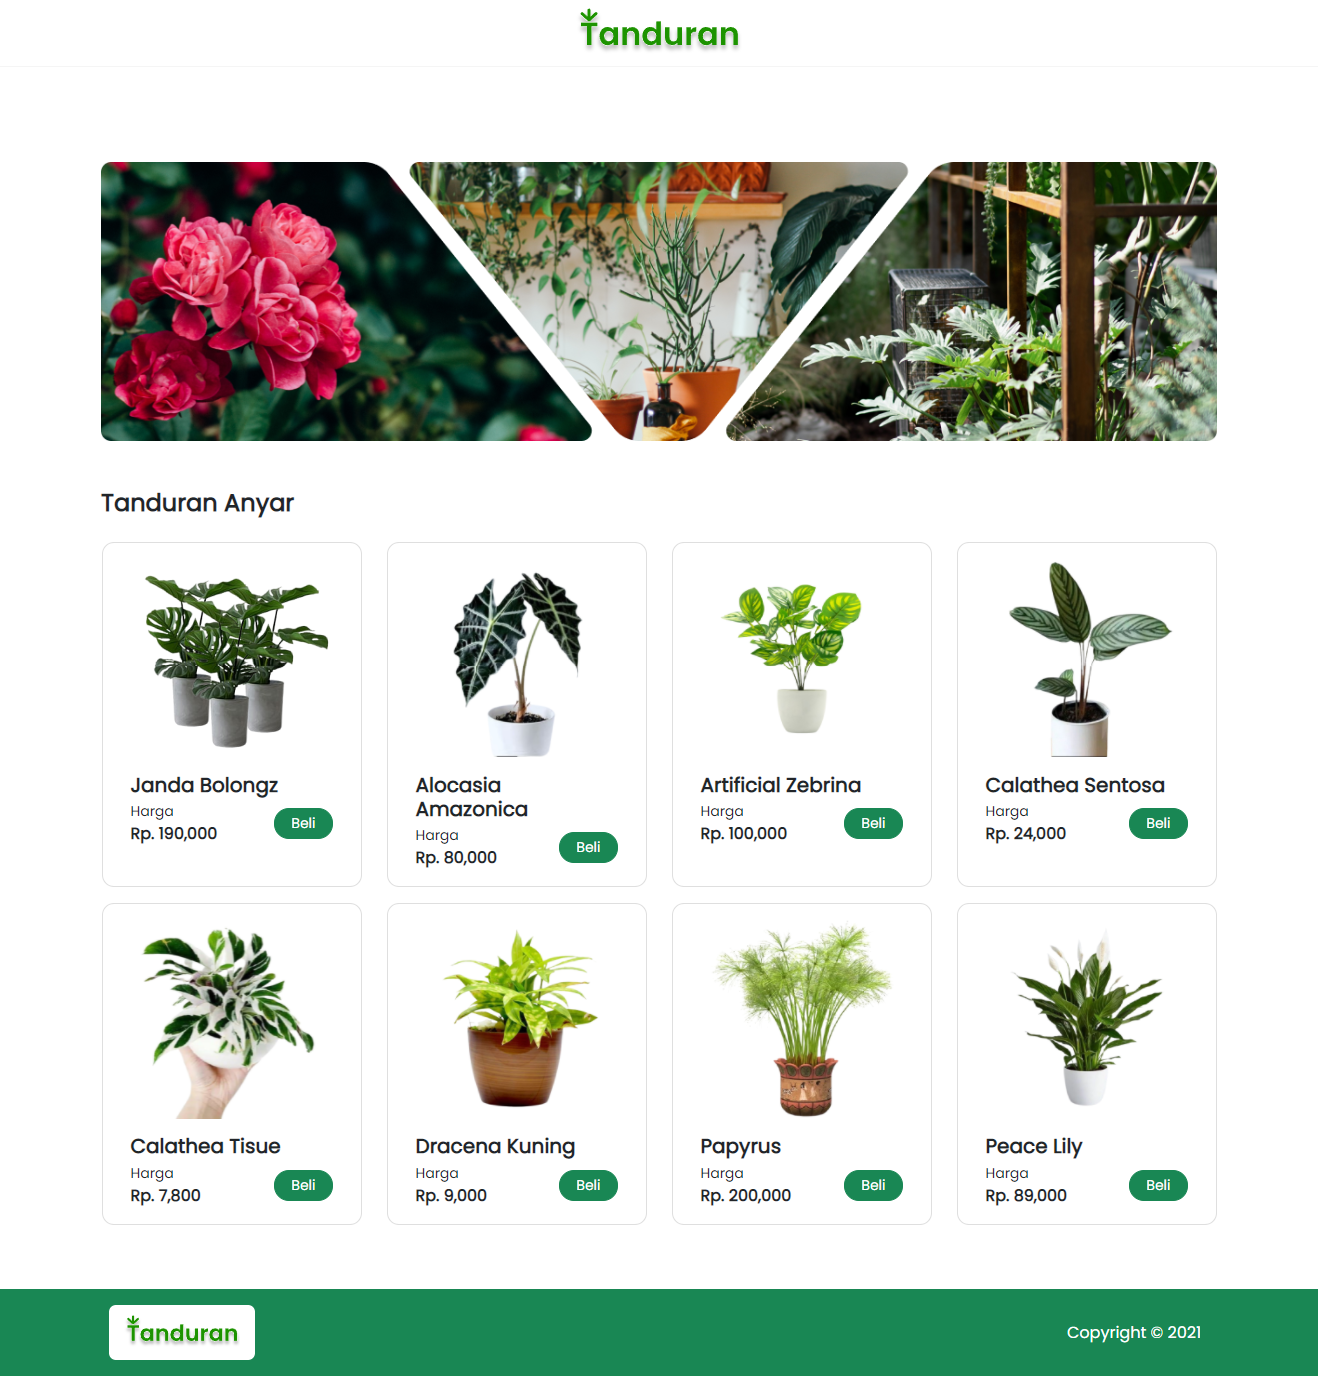 Tanduran
Tanduran Anyar
Janda Bolongz
Harga
Rp. 190,000
Beli
Alocasia
Amazonica
Harga
Rp. 80,000
Beli
Artificial Zebrina
Harga
Rp. 100,000
Beli
Calathea Sentosa
Harga
Rp. 24,000
Beli
Calathea Tisue
Harga
Rp. 7,800
Beli
Dracena Kuning
Harga
Rp. 9,000
Beli
Papyrus
Harga
Rp. 200,000
Beli
Peace Lily
Harga
Rp. 89,000
Beli
Tanduran
Copyright © 2021